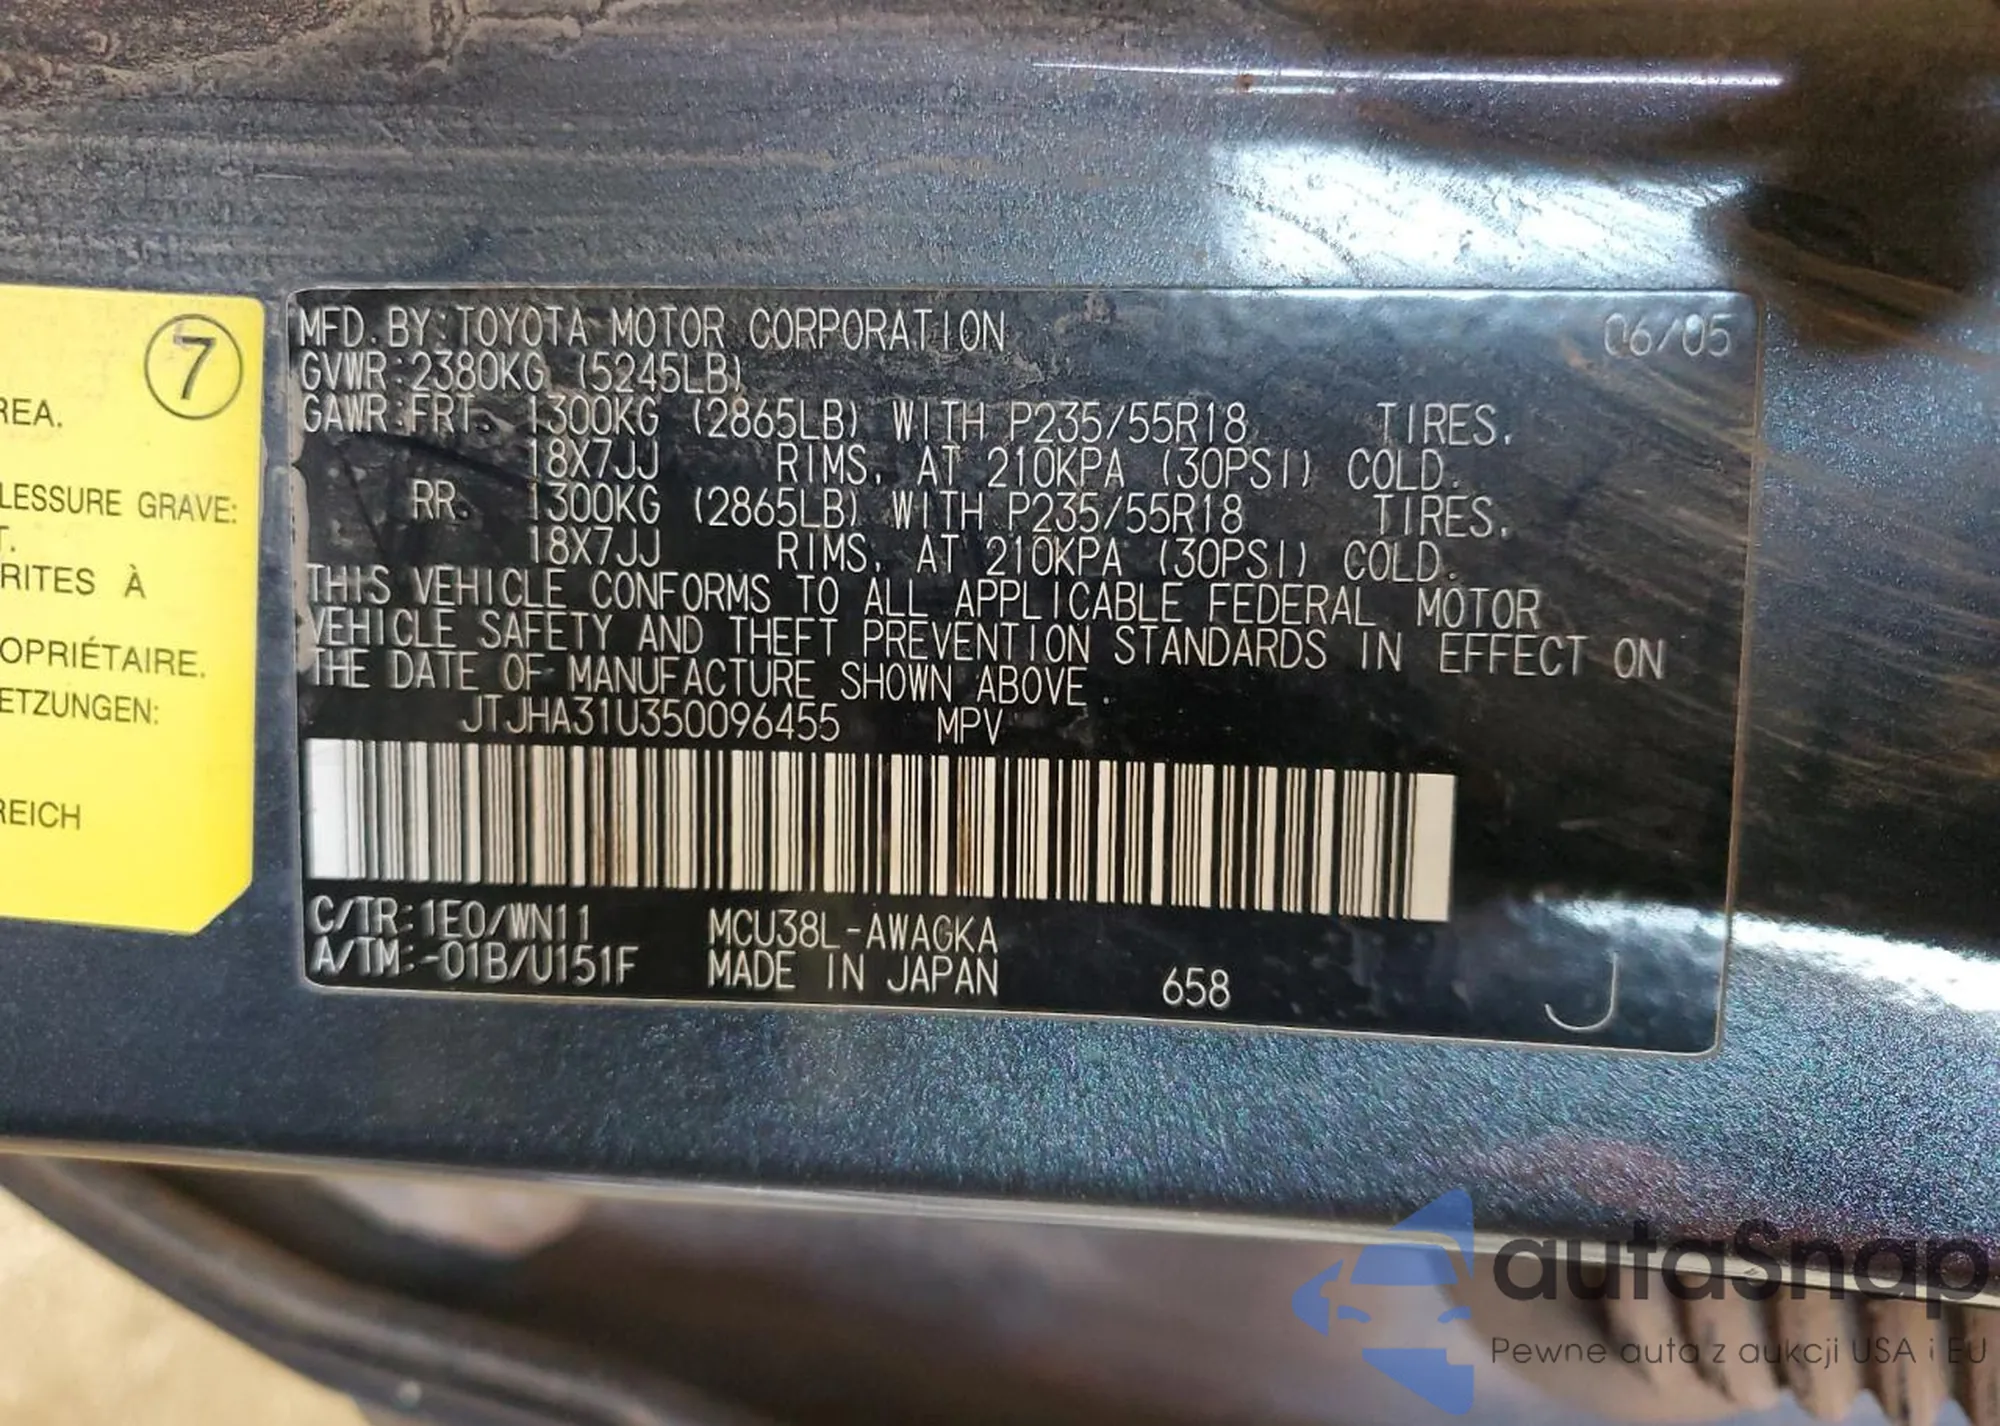 7
REA.
LESSURE GRAVE:
T.
RITES À
OPRIÉTAIRE.
ETZUNGEN:
REICH
MFD. BY: TOYOTA MOTOR CORPORATION 06/05
GVWR: 2380KG (5245LB)
GAWR: FRT. 1300KG (2865LB) WITH P235/55R18 TIRES,
18X7JJ RIMS, AT 210KPA (30PSI) COLD.
RR. 1300KG (2865LB) WITH P235/55R18 TIRES,
18X7JJ RIMS, AT 210KPA (30PSI) COLD.
THIS VEHICLE CONFORMS TO ALL APPLICABLE FEDERAL MOTOR
VEHICLE SAFETY AND THEFT PREVENTION STANDARDS IN EFFECT ON
THE DATE OF MANUFACTURE SHOWN ABOVE.
JTJHA31U350096455 MPV
C/TR: 1E0/WN11 MCU38L-AWAGKA
A/TM: -01B/U151F MADE IN JAPAN 658 J
autaSnap
Pewne auta z aukcji USA i EU